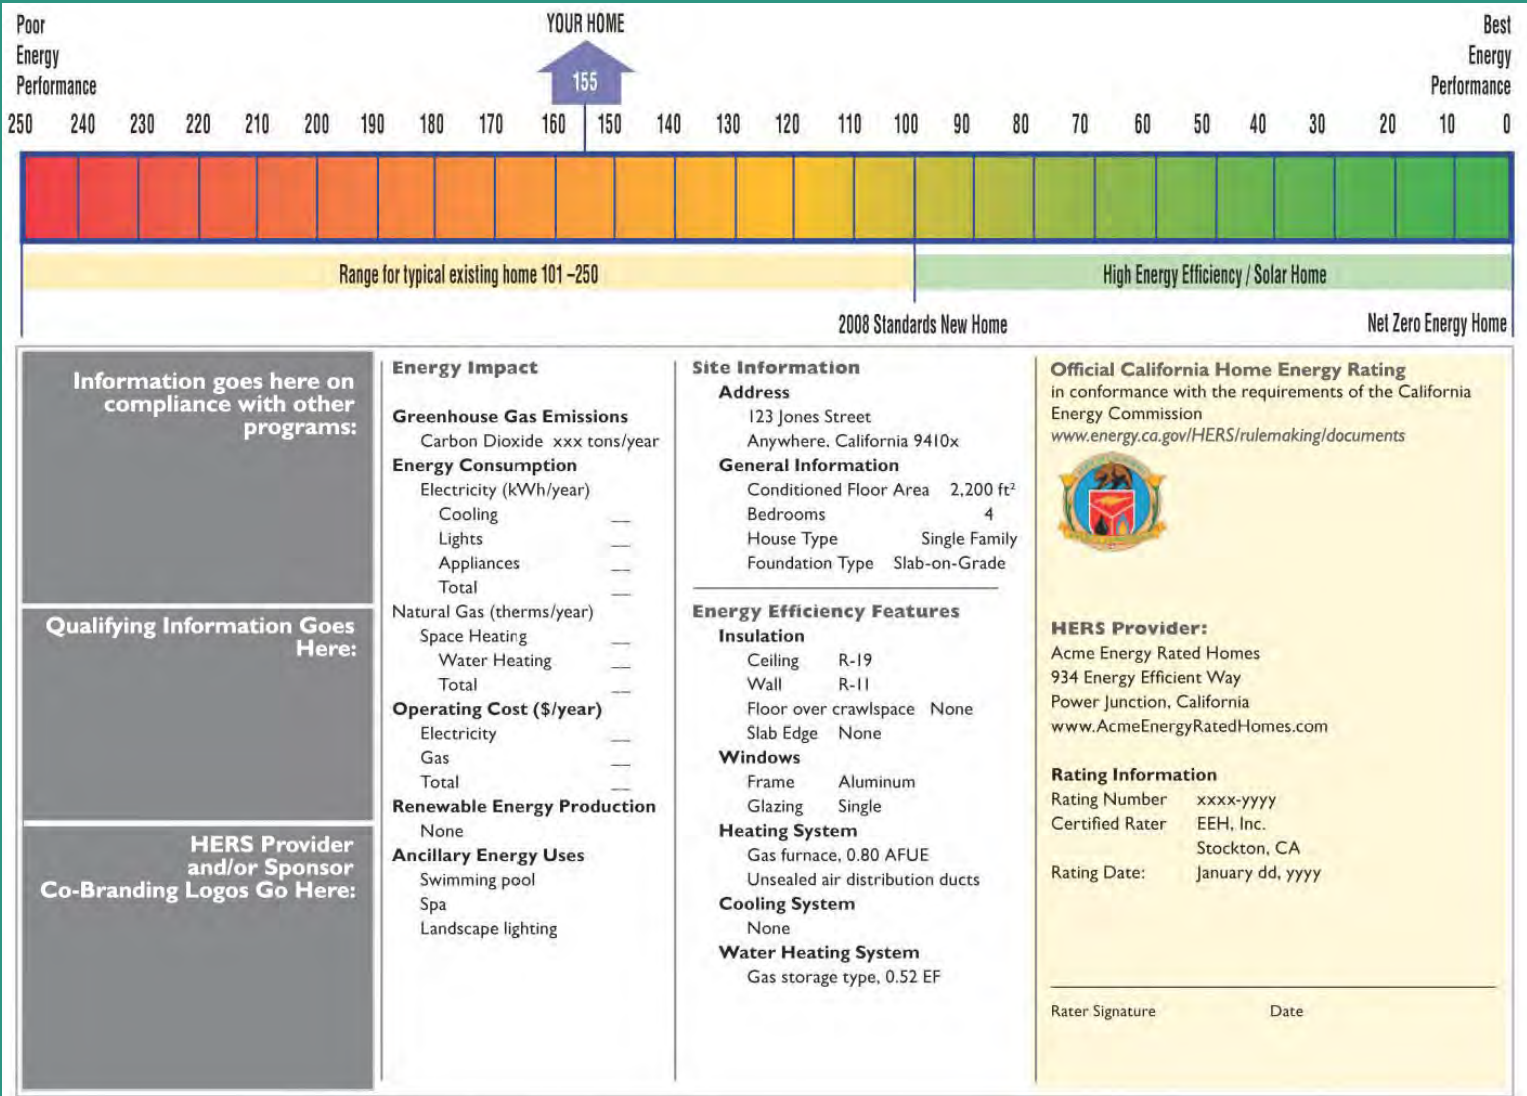 Poor
Energy
Performance
YOUR HOME
155
Best
Energy
Performance
250 240 230 220 210 200 190 180 170 160 150 140 130 120 110 100 90 80 70 60 50 40 30 20 10 0
Range for typical existing home 101 –250
High Energy Efficiency / Solar Home
2008 Standards New Home
Net Zero Energy Home
Information goes here on
compliance with other
programs:
Qualifying Information Goes
Here:
HERS Provider
and/or Sponsor
Co-Branding Logos Go Here:
Energy Impact
Greenhouse Gas Emissions
Carbon Dioxide xxx tons/year
Energy Consumption
Electricity (kWh/year)
Cooling __
Lights __
Appliances __
Total __
Natural Gas (therms/year)
Space Heating __
Water Heating __
Total __
Operating Cost ($/year)
Electricity __
Gas __
Total __
Renewable Energy Production
None
Ancillary Energy Uses
Swimming pool
Spa
Landscape lighting
Site Information
Address
123 Jones Street
Anywhere, California 9410x
General Information
Conditioned Floor Area 2,200 ft²
Bedrooms 4
House Type Single Family
Foundation Type Slab-on-Grade
Energy Efficiency Features
Insulation
Ceiling R-19
Wall R-11
Floor over crawlspace None
Slab Edge None
Windows
Frame Aluminum
Glazing Single
Heating System
Gas furnace, 0.80 AFUE
Unsealed air distribution ducts
Cooling System
None
Water Heating System
Gas storage type, 0.52 EF
Official California Home Energy Rating
in conformance with the requirements of the California
Energy Commission
www.energy.ca.gov/HERS/rulemaking/documents
HERS Provider:
Acme Energy Rated Homes
934 Energy Efficient Way
Power Junction, California
www.AcmeEnergyRatedHomes.com
Rating Information
Rating Number xxxx-yyyy
Certified Rater EEH, Inc.
Stockton, CA
Rating Date: January dd, yyyy
Rater Signature Date